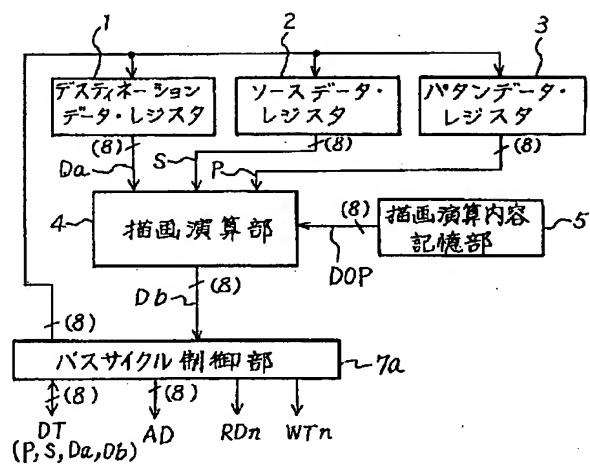 1
2
3
デスティネーション
データ・レジスタ
ソースデータ・
レジスタ
パタンデータ・
レジスタ
(8)
(8)
(8)
Da
S
P
4
描画演算部
(8)
描画演算内容
記憶部
5
DOP
Db
(8)
(8)
バスサイクル制御部
7a
(8)
(8)
DT
AD
RDn
WTn
(P,S,Da,Db)